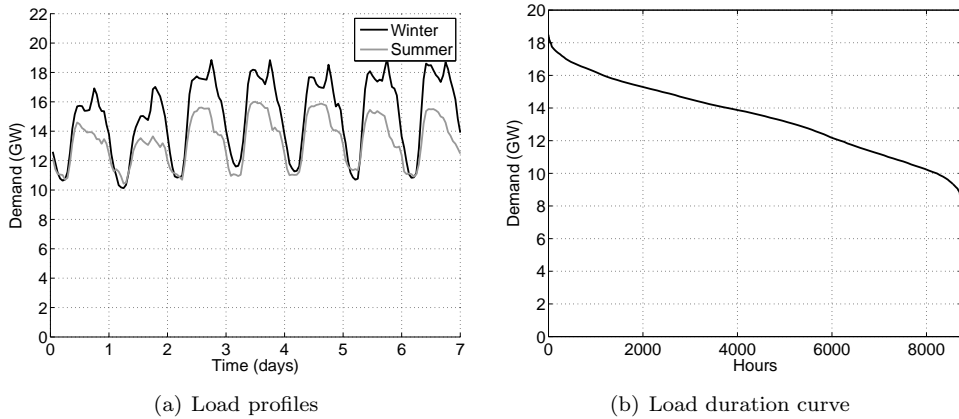 22
20
18
16
14
12
10
8
6
4
2
0
Demand (GW)
Winter
Summer
0 1 2 3 4 5 6 7
Time (days)
(a) Load profiles
20
18
16
14
12
10
8
6
4
2
0
Demand (GW)
0 2000 4000 6000 8000
Hours
(b) Load duration curve